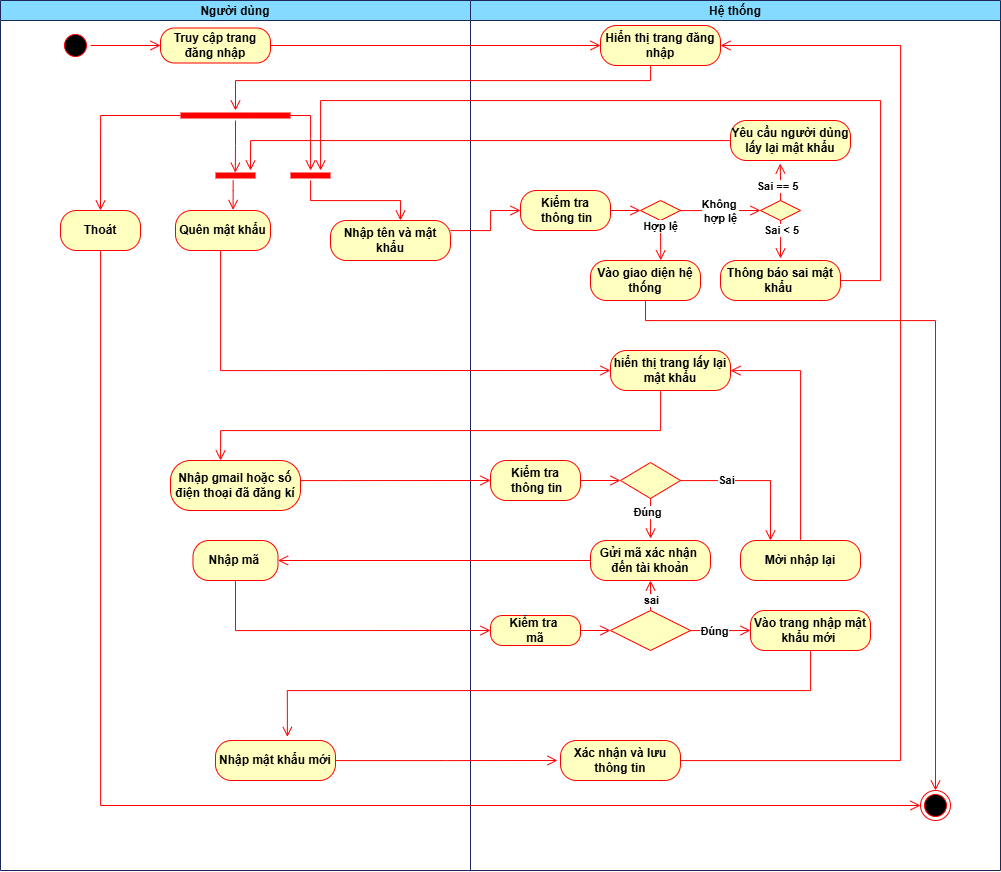 Người dùng
Hệ thống
Truy cập trang
đăng nhập
Hiển thị trang đăng
nhập
Yêu cầu người dùng
lấy lại mật khẩu
Sai == 5
Thoát
Quên mật khẩu
Nhập tên và mật
khẩu
Kiểm tra
thông tin
Không
hợp lệ
Hợp lệ
Sai < 5
Vào giao diện hệ
thống
Thông báo sai mật
khẩu
hiển thị trang lấy lại
mật khẩu
Nhập gmail hoặc số
điện thoại đã đăng kí
Kiểm tra
thông tin
Sai
Đúng
Nhập mã
Gửi mã xác nhận
đến tài khoản
Mời nhập lại
sai
Kiểm tra
mã
Đúng
Vào trang nhập mật
khẩu mới
Nhập mật khẩu mới
Xác nhận và lưu
thông tin